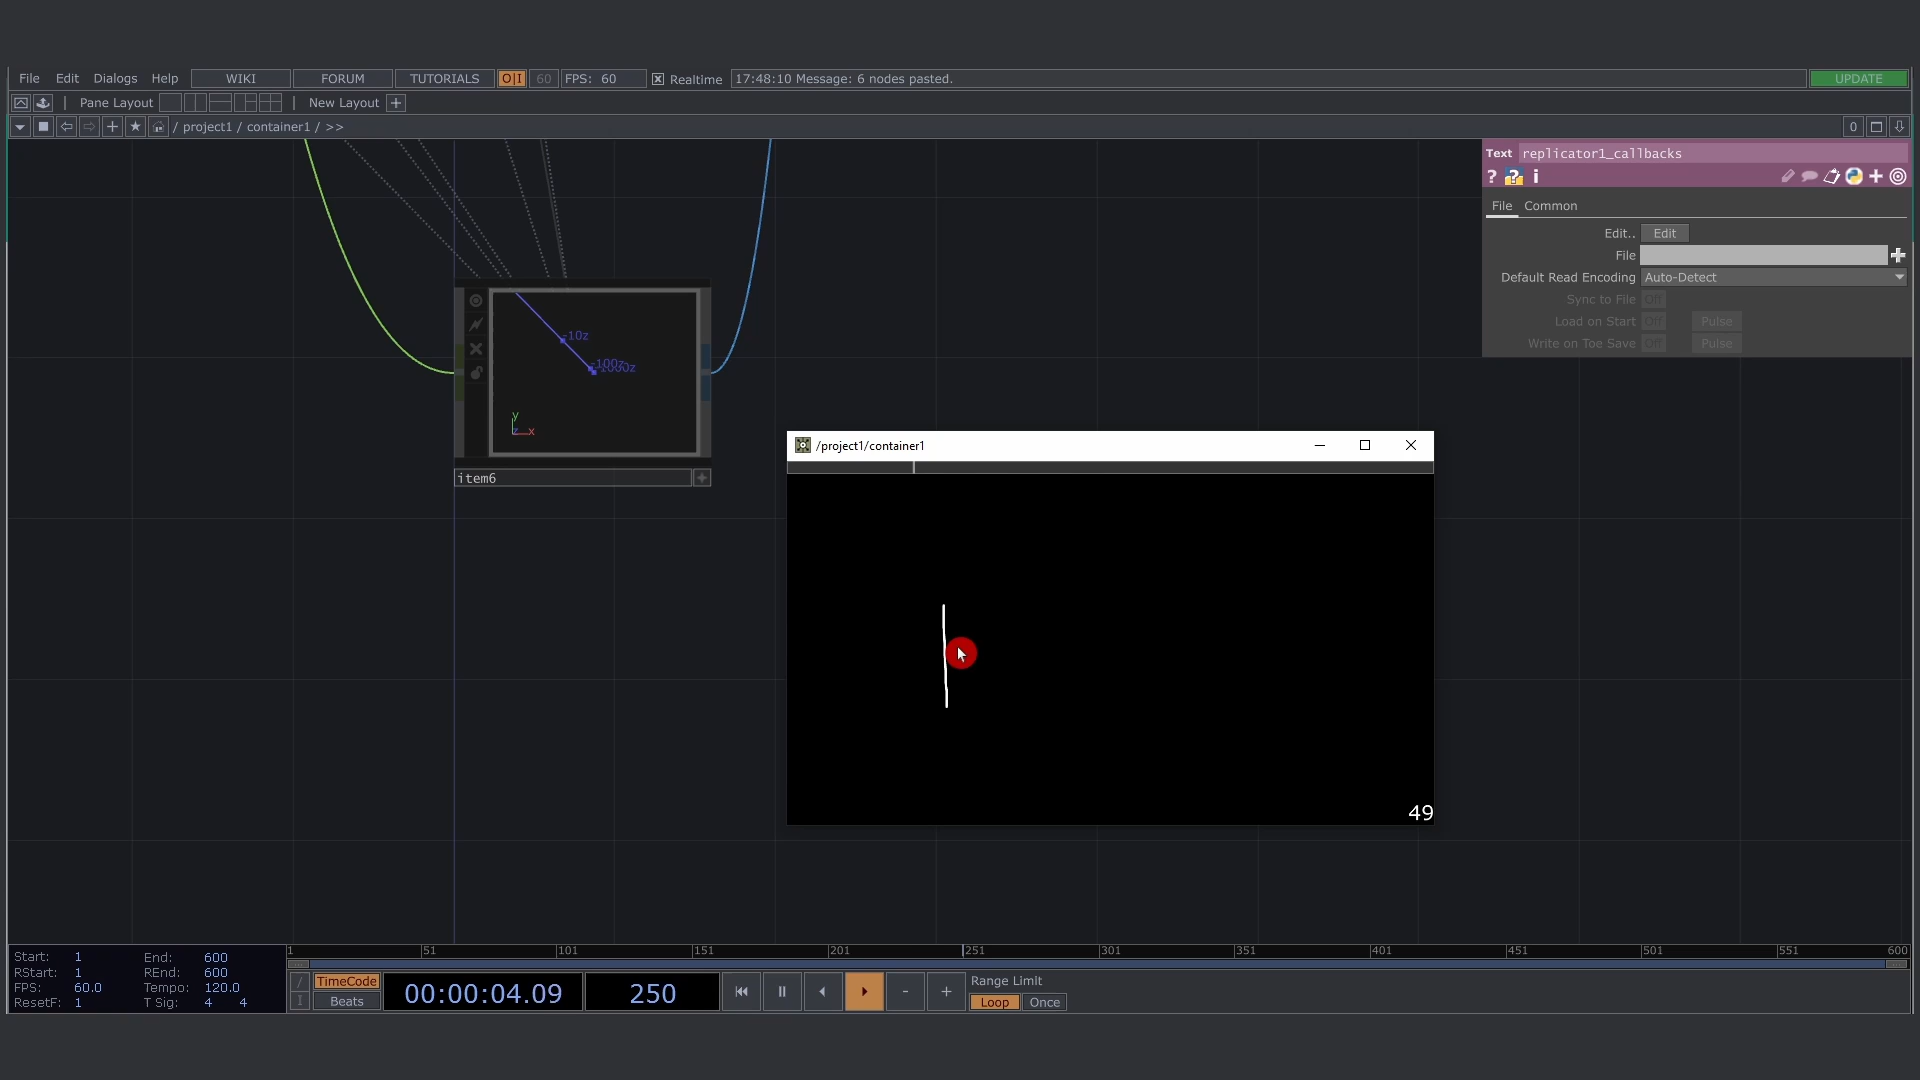 File Edit Dialogs Help WIKI FORUM TUTORIALS O|I 60 FPS: 60 Realtime 17:48:10 Message: 6 nodes pasted. UPDATE
Pane Layout | New Layout +
/ project1 / container1 / >> 0
Text replicator1_callbacks
? ? i
File Common
Edit.. Edit
File
Default Read Encoding Auto-Detect
Sync to File Off
Load on Start Off Pulse
Write on Toe Save Off Pulse
-10z
-100z
-1000z
y
z x
item6
/project1/container1
49
1 51 101 151 201 251 301 351 401 451 501 551 600
Start: 1 End: 600
RStart: 1 REnd: 600
FPS: 60.0 Tempo: 120.0
ResetF: 1 T Sig: 4 4
/ TimeCode
I Beats
00:00:04.09 250
- +
Range Limit
Loop Once